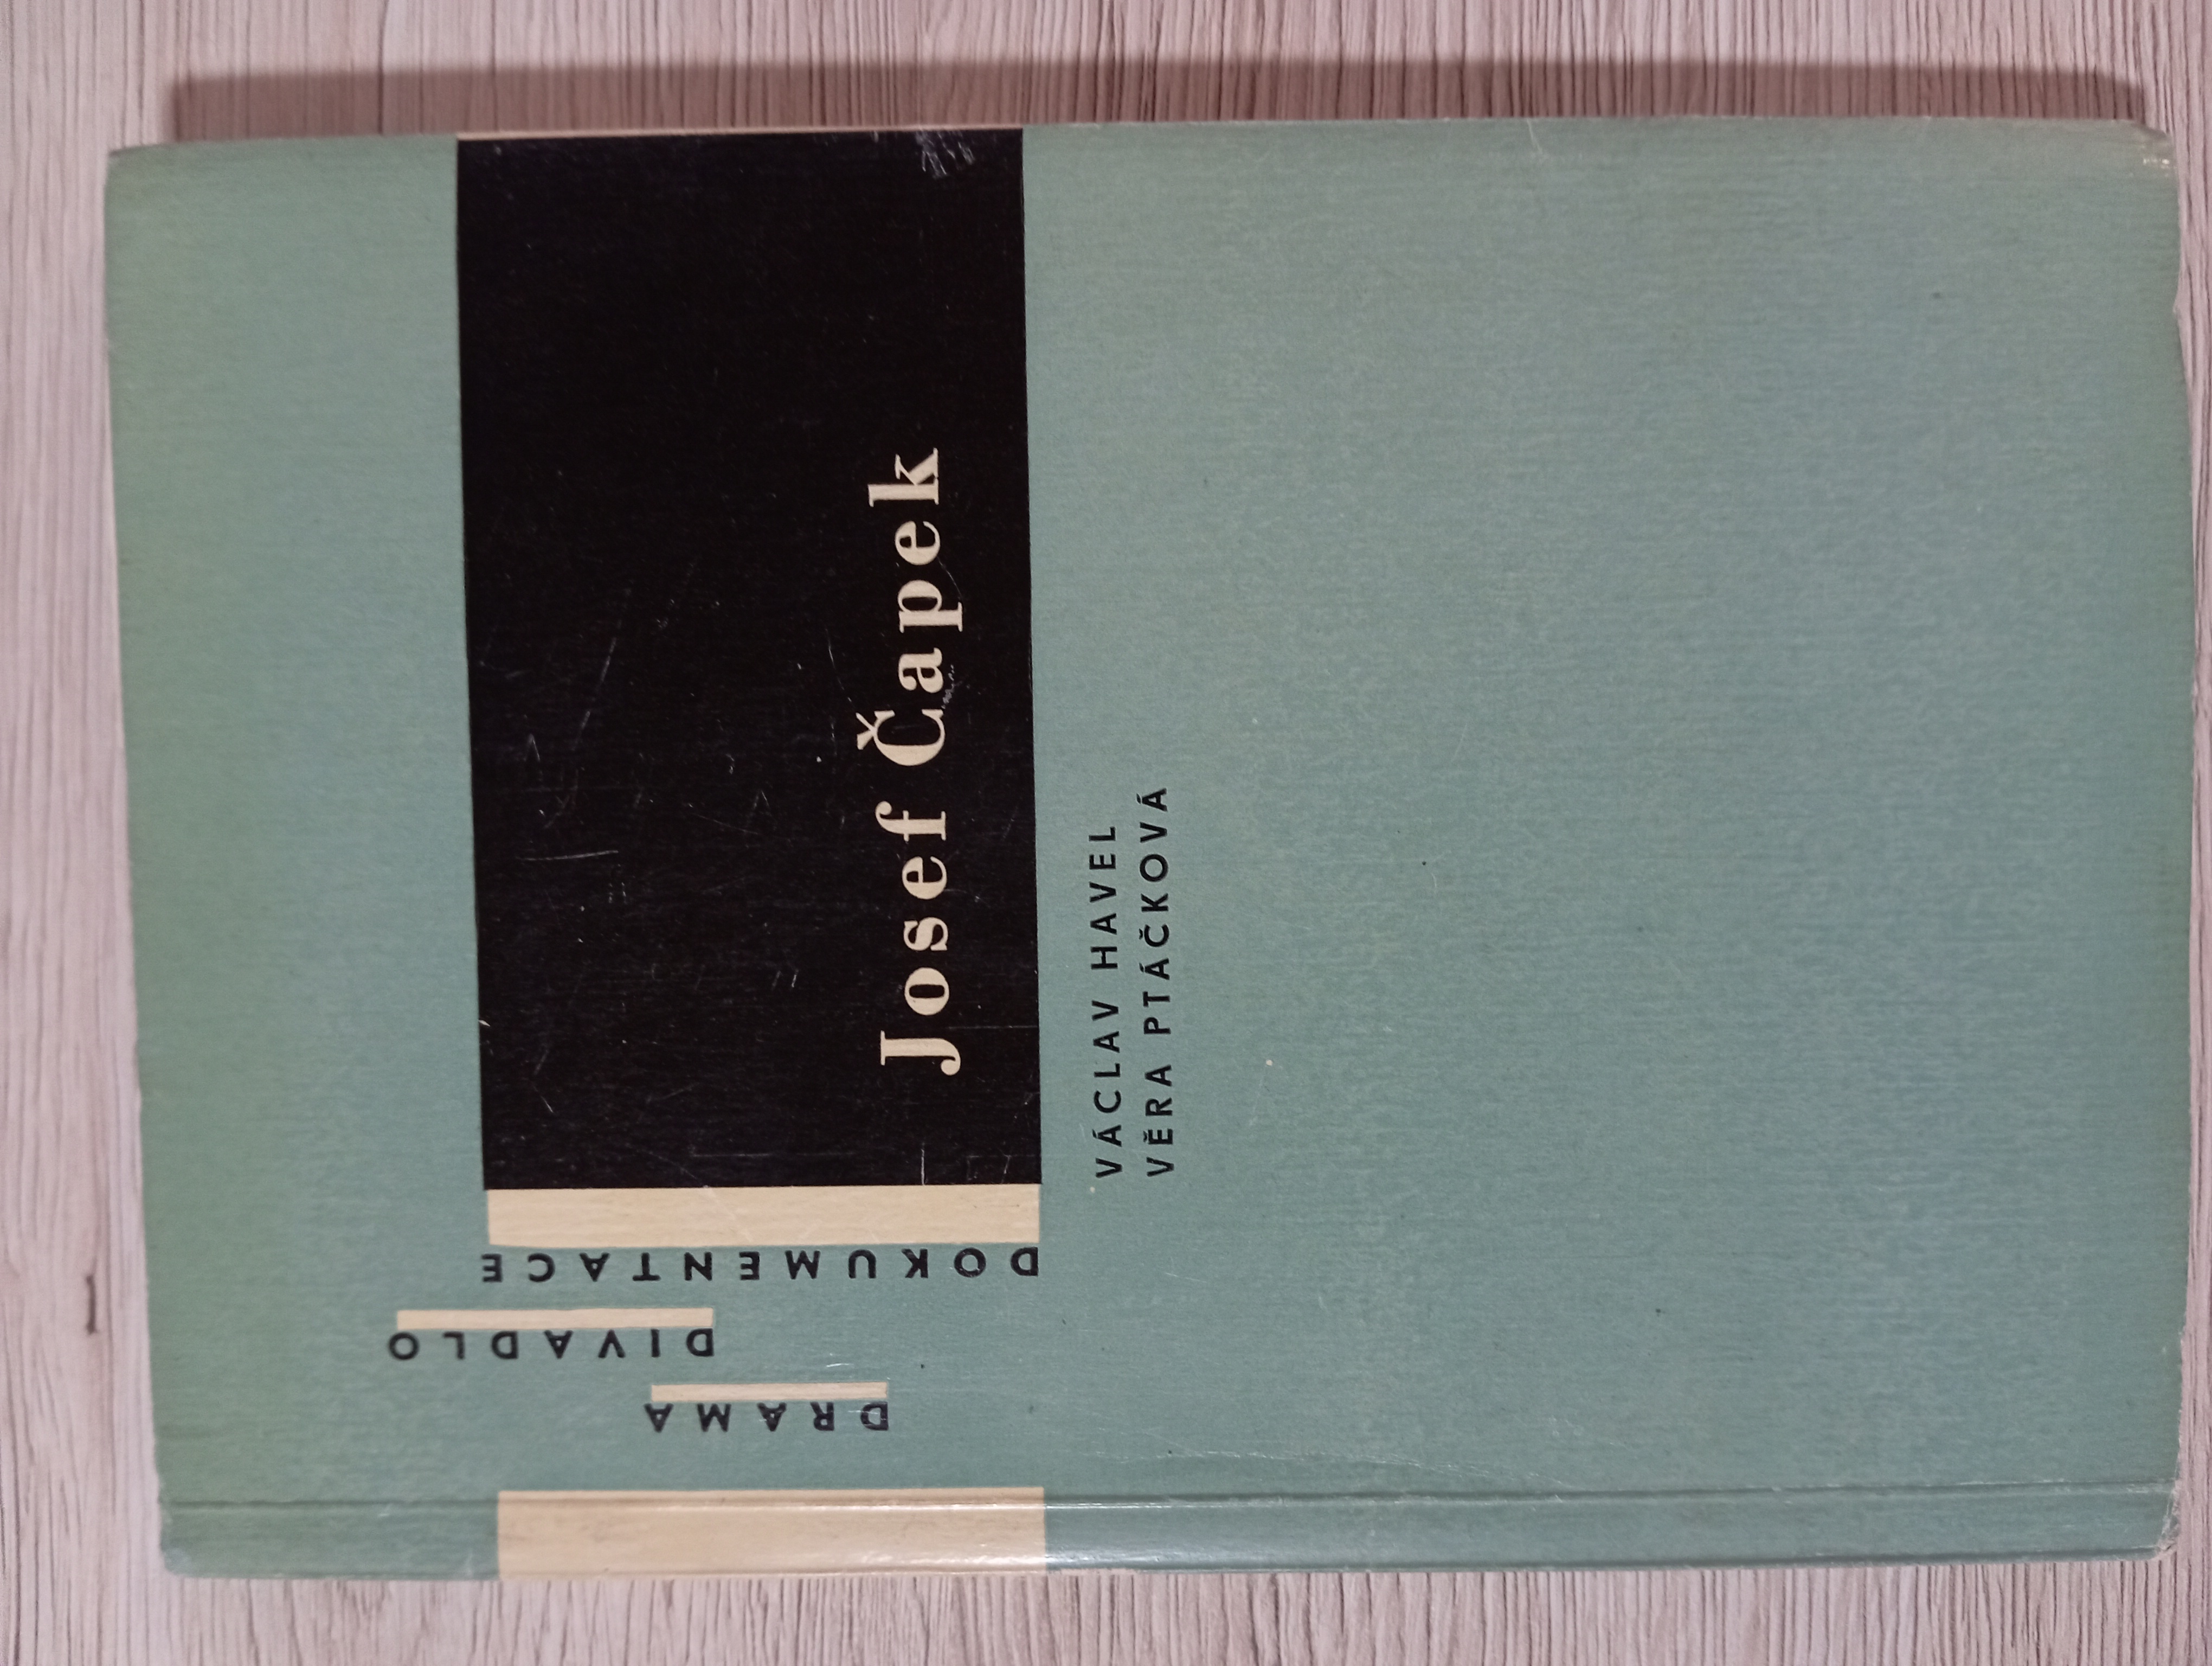 Josef Čapek
VÁCLAV HAVEL
VĚRA PTÁČKOVÁ
DRAMA
DIVADLO
DOKUMENTACE